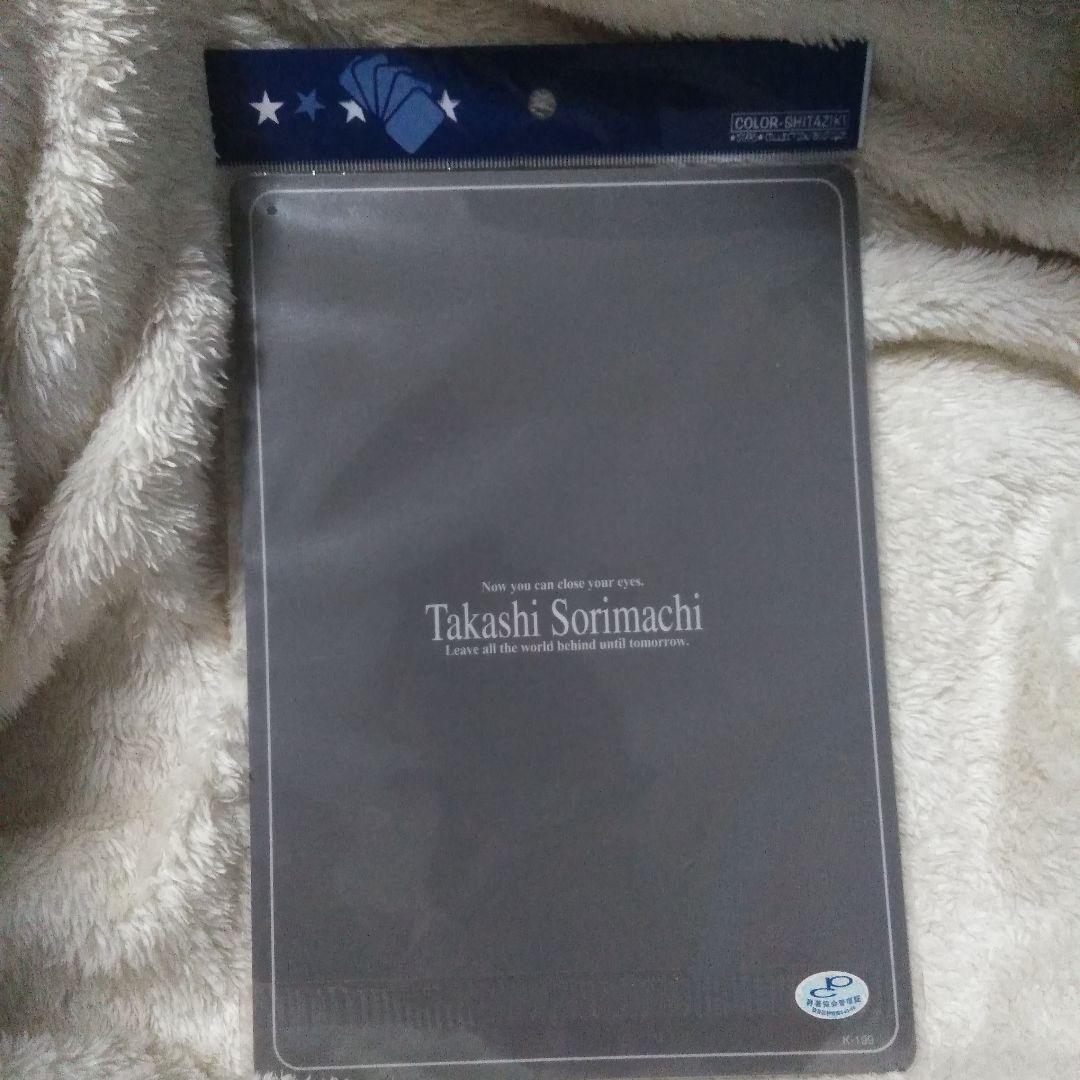 COLOR-SHITAZIKI
Now you can close your eyes.
Takashi Sorimachi
Leave all the world behind until tomorrow.
K-199